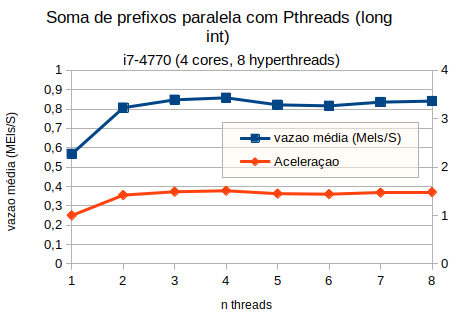 Soma de prefixos paralela com Pthreads (long
int)
i7-4770 (4 cores, 8 hyperthreads)
vazao média (MEls/S)
1
0,9
0,8
0,7
0,6
0,5
0,4
0,3
0,2
0,1
0
4
3
2
1
0
vazao média (Mels/S)
Aceleraçao
1 2 3 4 5 6 7 8
n threads